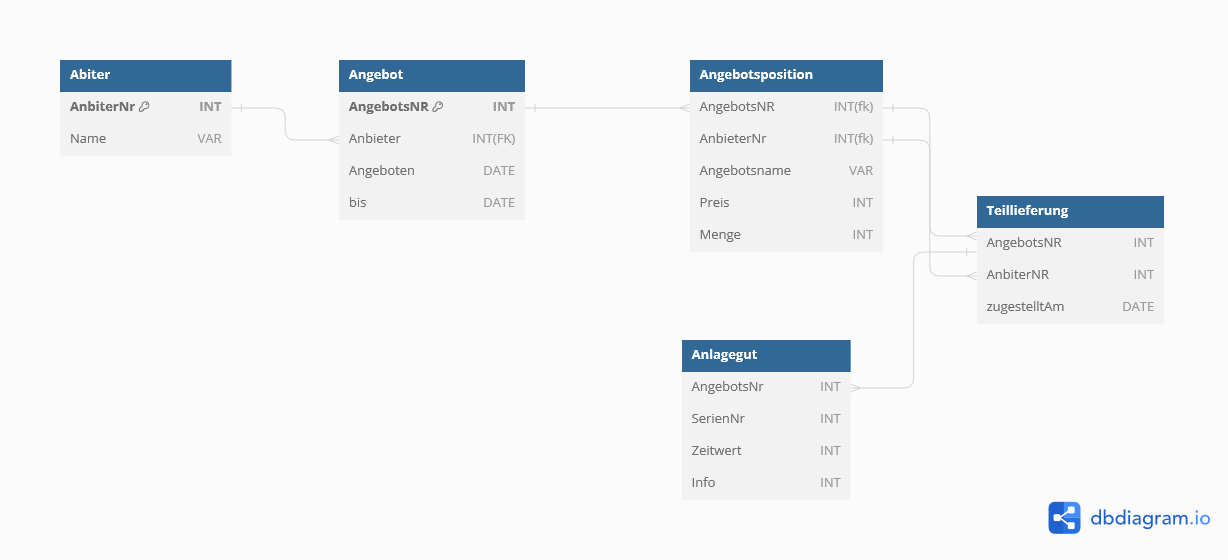 Abiter
AnbiterNr INT
Name VAR
Angebot
AngebotsNR INT
Anbieter INT(FK)
Angeboten DATE
bis DATE
Angebotsposition
AngebotsNR INT(fk)
AnbieterNr INT(fk)
Angebotsname VAR
Preis INT
Menge INT
Teillieferung
AngebotsNR INT
AnbiterNR INT
zugestelltAm DATE
Anlagegut
AngebotsNr INT
SerienNr INT
Zeitwert INT
Info INT
dbdiagram.io